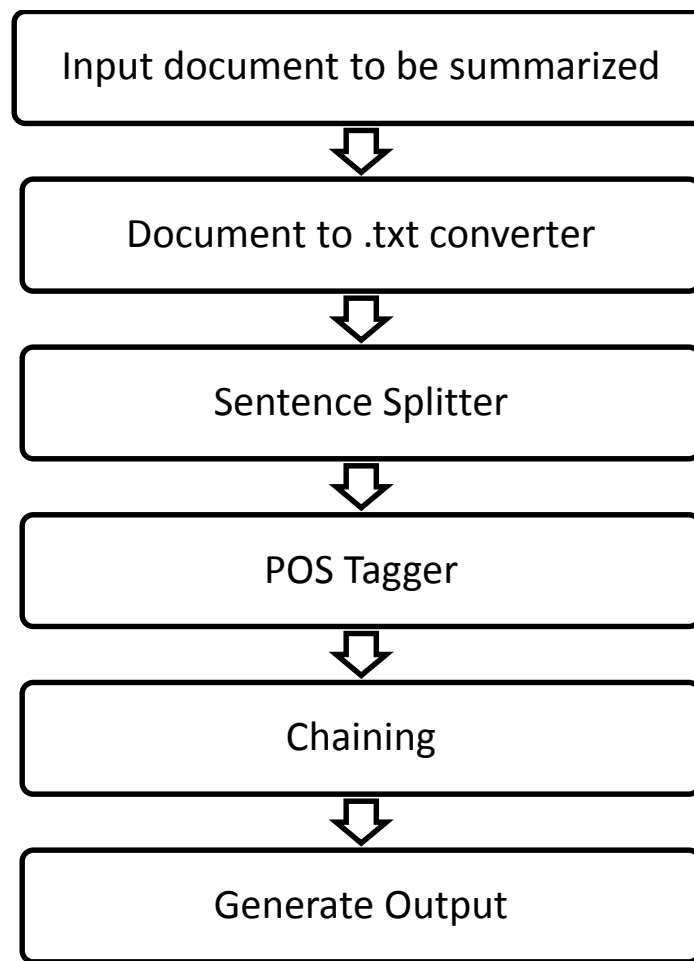 Input document to be summarized
Document to .txt converter
Sentence Splitter
POS Tagger
Chaining
Generate Output